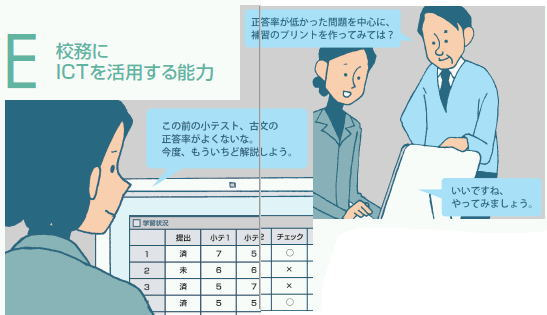 E 校務に
ICTを活用する能力
正答率が低かった問題を中心に、
補習のプリントを作ってみては？
この前の小テスト、古文の
正答率がよくないな。
今度、もういちど解説しよう。
いいですね、
やってみましょう。
学習状況
提出 小テ1 小テ2 チェック
1 済 7 5 ○
2 未 6 6 ×
3 済 5 7 ×
4 済 5 5 ○